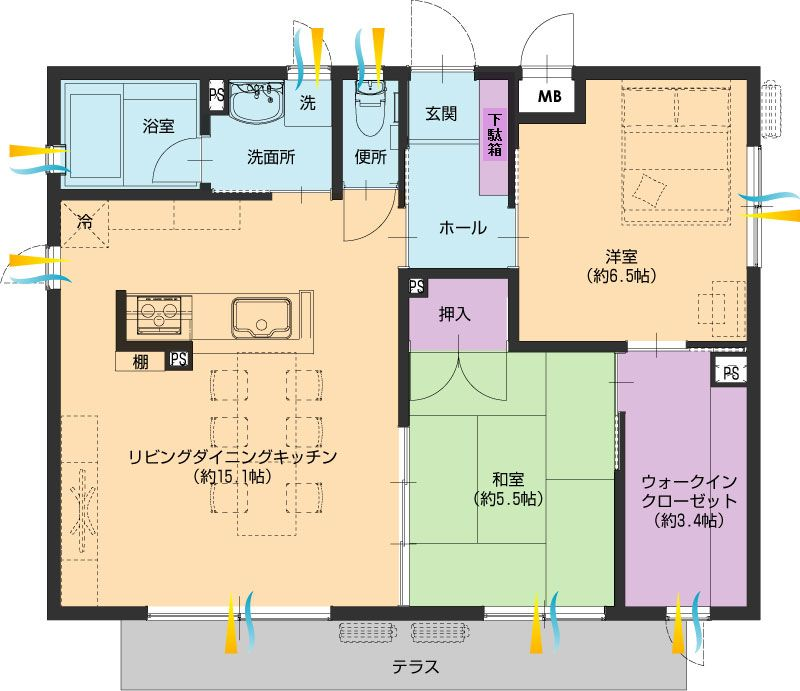 PS
浴室
洗
洗面所
便所
玄関
下駄箱
MB
冷
ホール
洋室
(約6.5帖)
PS
押入
棚
PS
PS
リビングダイニングキッチン
(約15.1帖)
和室
(約5.5帖)
ウォークイン
クローゼット
(約3.4帖)
テラス